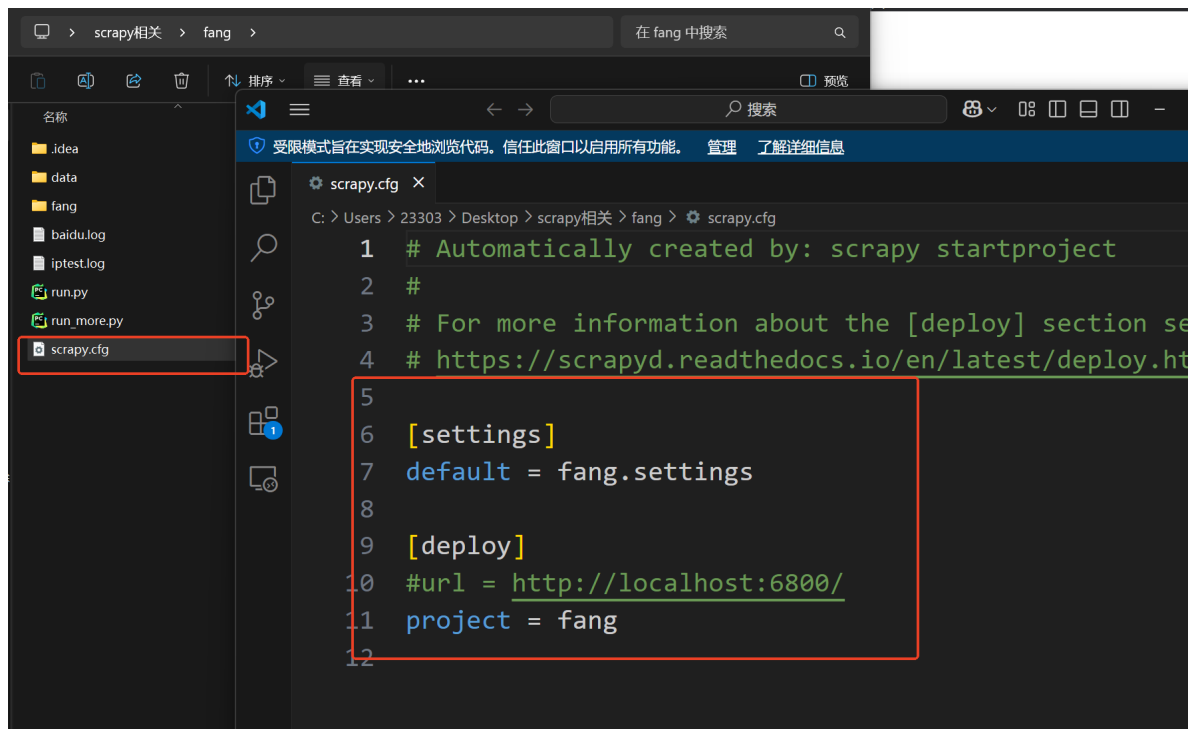 scrapy相关 > fang >
在 fang 中搜索
排序
查看
...
预览
名称
.idea
data
fang
baidu.log
iptest.log
run.py
run_more.py
scrapy.cfg
搜索
受限模式旨在实现安全地浏览代码。信任此窗口以启用所有功能。 管理 了解详细信息
scrapy.cfg
C: > Users > 23303 > Desktop > scrapy相关 > fang > scrapy.cfg
1 # Automatically created by: scrapy startproject
2 #
3 # For more information about the [deploy] section se
4 # https://scrapyd.readthedocs.io/en/latest/deploy.ht
5
6 [settings]
7 default = fang.settings
8
9 [deploy]
10 #url = http://localhost:6800/
11 project = fang
12
1